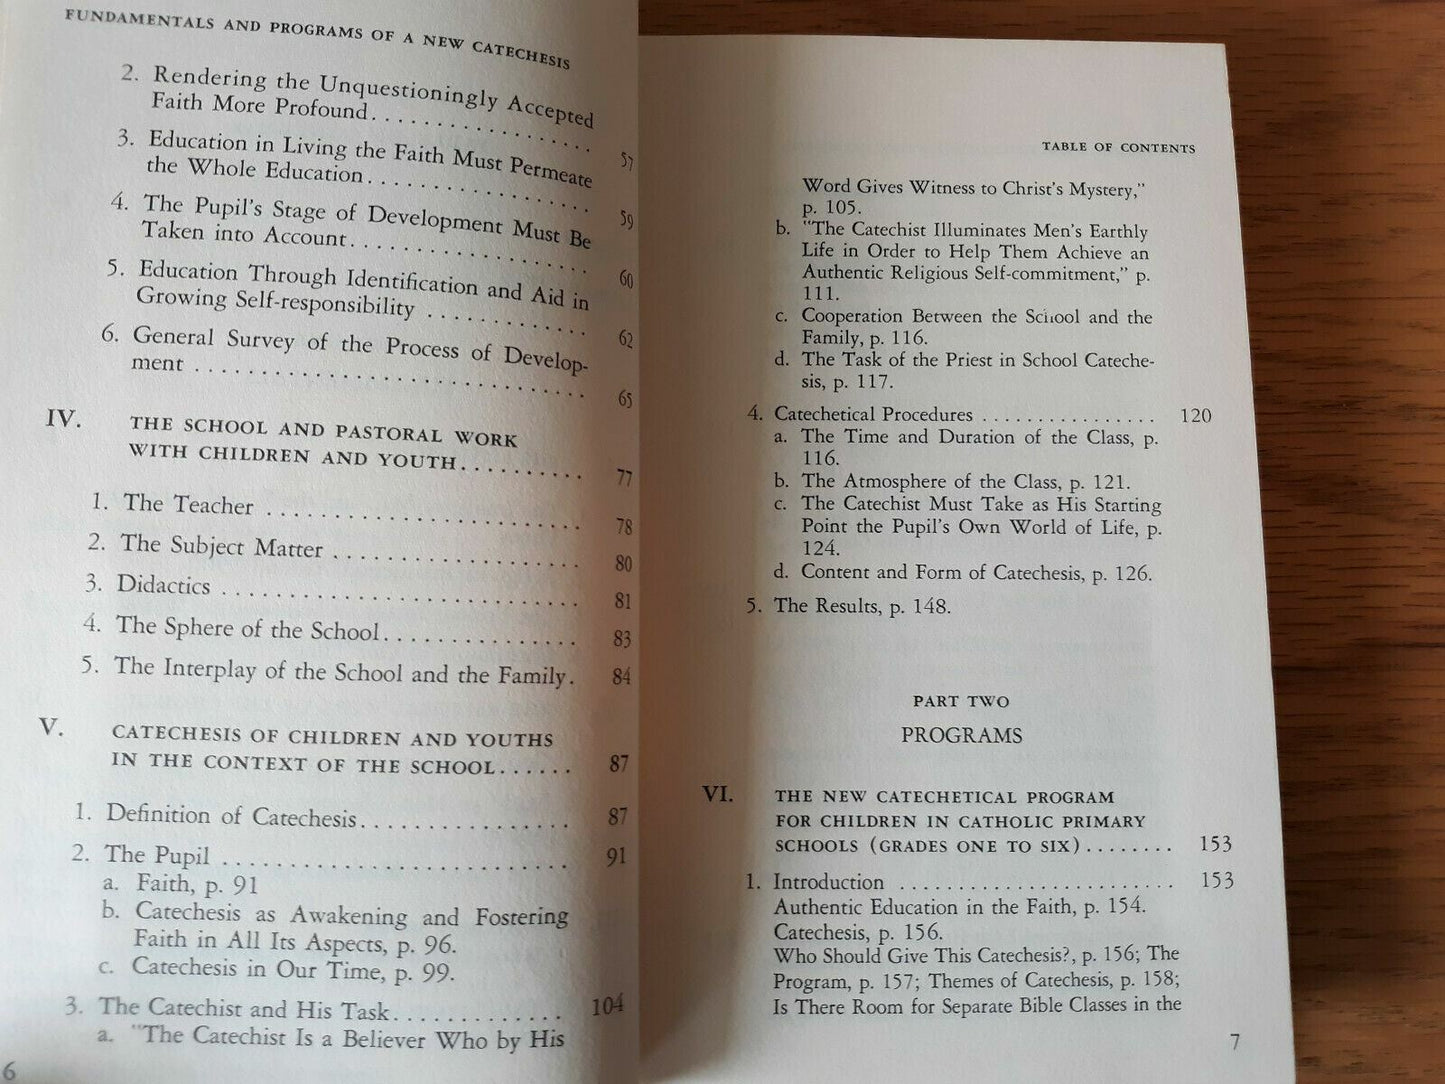 FUNDAMENTALS AND PROGRAMS OF A NEW CATECHESIS
2. Rendering the Unquestioningly Accepted
Faith More Profound . . . . . . . . . . . . . . . . . 57
3. Education in Living the Faith Must Permeate
the Whole Education . . . . . . . . . . . . . . . . . 59
4. The Pupil's Stage of Development Must Be
Taken into Account . . . . . . . . . . . . . . . . . . 60
5. Education Through Identification and Aid in
Growing Self-responsibility . . . . . . . . . . . . 62
6. General Survey of the Process of Develop-
ment . . . . . . . . . . . . . . . . . . . . . . . . . . . . . . 65
IV. THE SCHOOL AND PASTORAL WORK
WITH CHILDREN AND YOUTH . . . . . . . . . . 77
1. The Teacher . . . . . . . . . . . . . . . . . . . . . . . . 78
2. The Subject Matter . . . . . . . . . . . . . . . . . . . 80
3. Didactics . . . . . . . . . . . . . . . . . . . . . . . . . . . 81
4. The Sphere of the School . . . . . . . . . . . . . . . 83
5. The Interplay of the School and the Family. 84
V. CATECHESIS OF CHILDREN AND YOUTHS
IN THE CONTEXT OF THE SCHOOL . . . . . . 87
1. Definition of Catechesis . . . . . . . . . . . . . . . . 87
2. The Pupil . . . . . . . . . . . . . . . . . . . . . . . . . . . 91
a. Faith, p. 91
b. Catechesis as Awakening and Fostering
Faith in All Its Aspects, p. 96.
c. Catechesis in Our Time, p. 99.
3. The Catechist and His Task . . . . . . . . . . . . . 104
a. "The Catechist Is a Believer Who by His
6
TABLE OF CONTENTS
Word Gives Witness to Christ's Mystery,"
p. 105.
b. "The Catechist Illuminates Men's Earthly
Life in Order to Help Them Achieve an
Authentic Religious Self-commitment," p.
111.
c. Cooperation Between the School and the
Family, p. 116.
d. The Task of the Priest in School Cateche-
sis, p. 117.
4. Catechetical Procedures . . . . . . . . . . . . . . . . 120
a. The Time and Duration of the Class, p.
116.
b. The Atmosphere of the Class, p. 121.
c. The Catechist Must Take as His Starting
Point the Pupil's Own World of Life, p.
124.
d. Content and Form of Catechesis, p. 126.
5. The Results, p. 148.
PART TWO
PROGRAMS
VI. THE NEW CATECHETICAL PROGRAM
FOR CHILDREN IN CATHOLIC PRIMARY
SCHOOLS (GRADES ONE TO SIX) . . . . . . . . 153
1. Introduction . . . . . . . . . . . . . . . . . . . . . . . . 153
Authentic Education in the Faith, p. 154.
Catechesis, p. 156.
Who Should Give This Catechesis?, p. 156; The
Program, p. 157; Themes of Catechesis, p. 158;
Is There Room for Separate Bible Classes in the
7